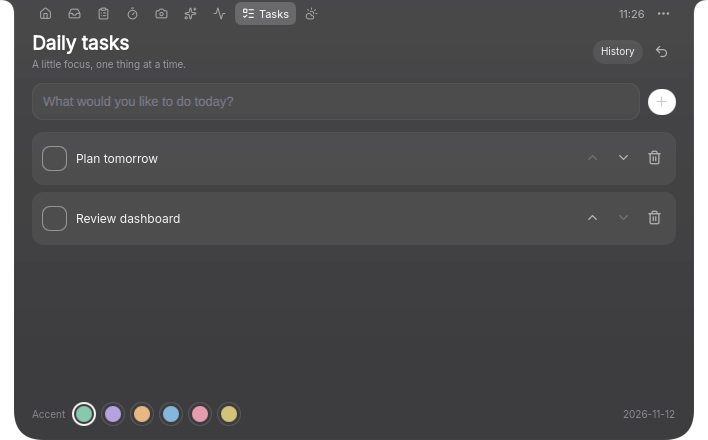 Tasks
11:26
Daily tasks
A little focus, one thing at a time.
History
What would you like to do today?
Plan tomorrow
Review dashboard
Accent
2026-11-12